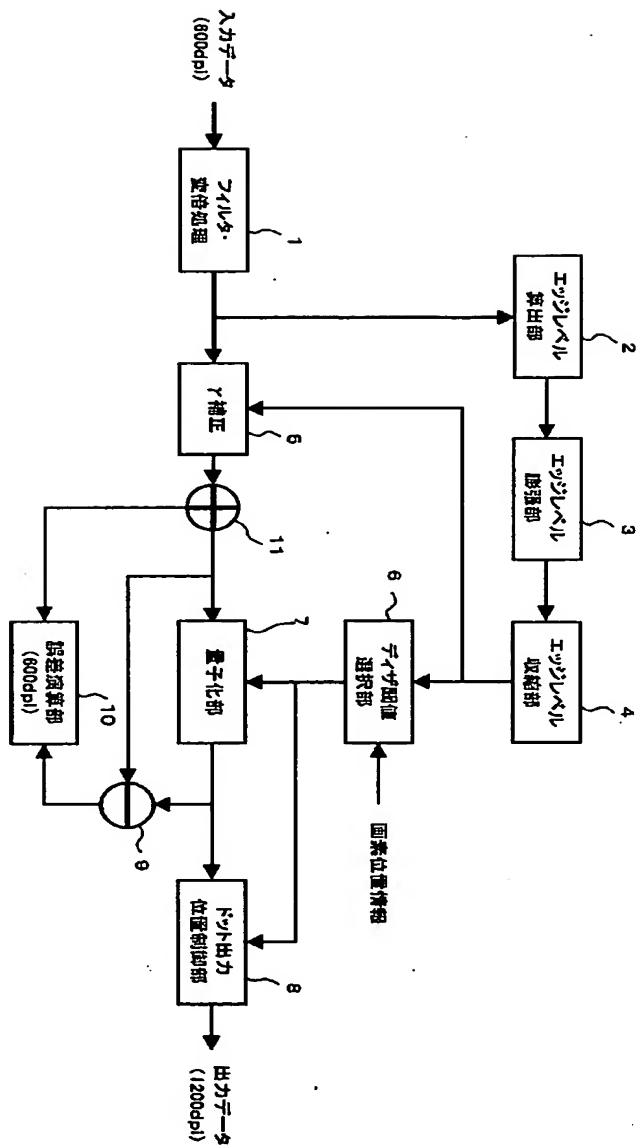 エッジレベル
算出部
2
エッジレベル
膨張部
3
エッジレベル
収縮部
4
入力データ
(600dpi)
フィルタ・
変倍処理
1
γ補正
5
11
6
ディザ閾値
選択部
画素位置情報
7
量子化部
9
ドット出力
位置制御部
8
出力データ
(1200dpi)
誤差演算部
(600dpi)
10